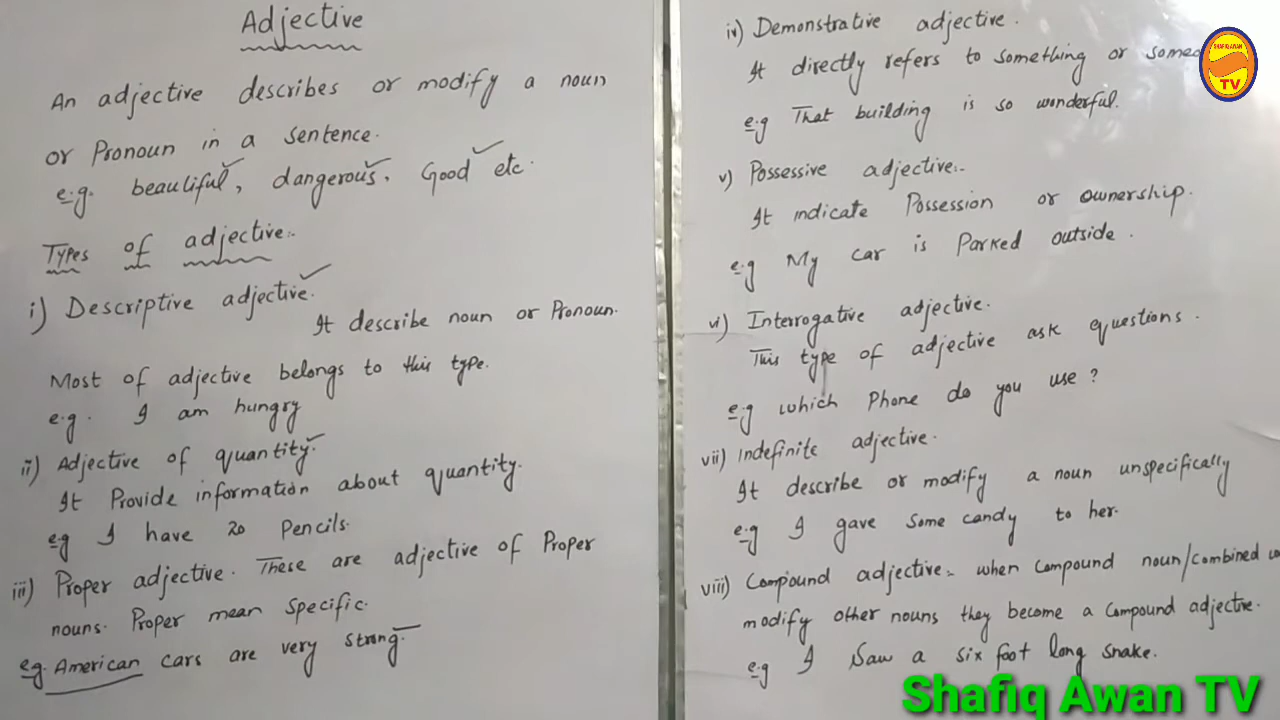 Adjective
An adjective describes or modify a noun
or Pronoun in a sentence.
e.g. beautiful, dangerous, Good etc.
Types of adjective:-
i) Descriptive adjective.
It describe noun or Pronoun.
Most of adjective belongs to this type.
e.g. I am hungry
ii) Adjective of quantity.
It Provide information about quantity.
e.g I have 20 Pencils.
iii) Proper adjective. These are adjective of Proper
nouns. Proper mean Specific.
eg. American cars are very strong.
iv) Demonstrative adjective.
It directly refers to something or
e.g That building is so wonderful.
v) Possessive adjective:-
It indicate Possession or ownership.
e.g My car is Parked outside.
vi) Interrogative adjective.
This type of adjective ask questions.
e.g which Phone do you use?
vii) Indefinite adjective.
It describe or modify a noun unspecifically
e.g I gave some candy to her.
viii) Compound adjective:- when compound noun/combined
modify other nouns they become a compound adjective.
e.g I Saw a six foot long snake.
SHAFIQ AWAN
TV
Shafiq Awan TV